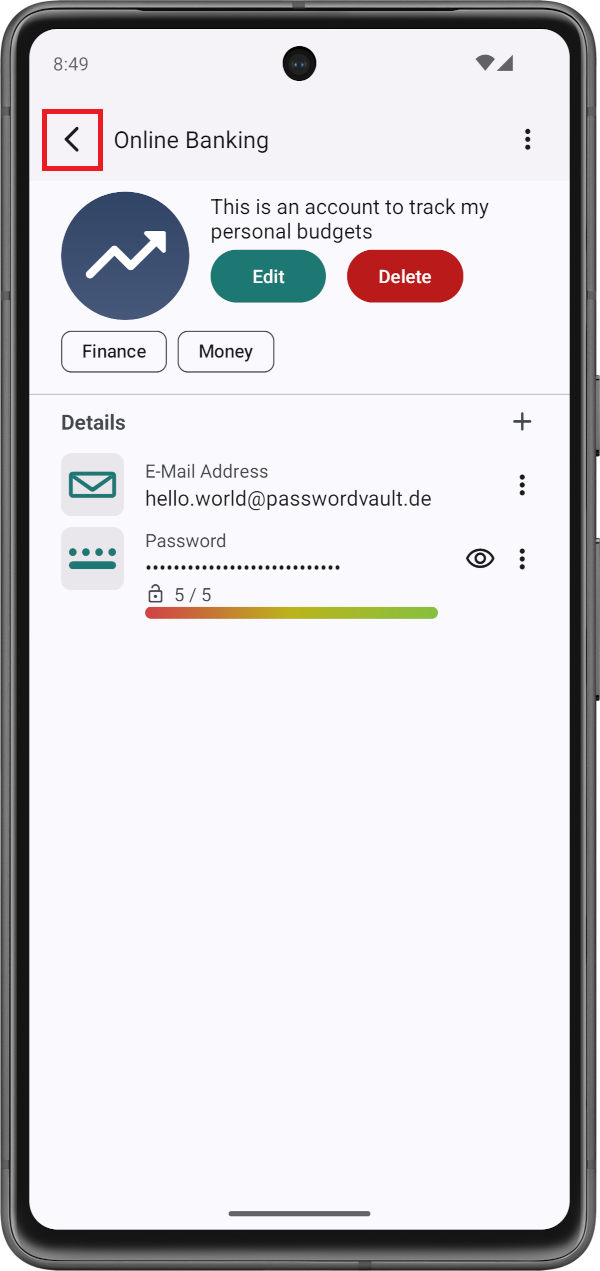 8:49
Online Banking
This is an account to track my
personal budgets
Edit
Delete
Finance
Money
Details
E-Mail Address
hello.world@passwordvault.de
Password
••••••••••••••••••••••••••••
5 / 5